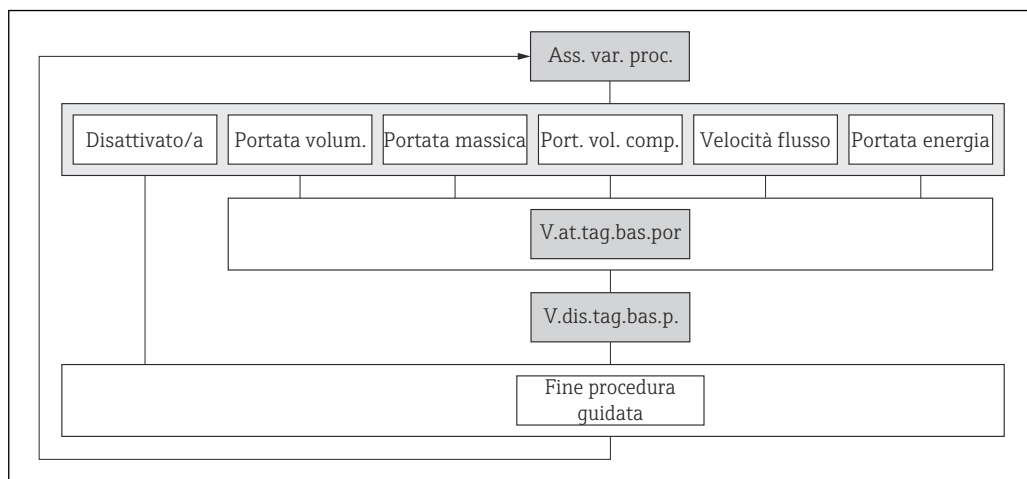 Ass. var. proc.
Disattivato/a
Portata volum.
Portata massica
Port. vol. comp.
Velocità flusso
Portata energia
V.at.tag.bas.por
V.dis.tag.bas.p.
Fine procedura
guidata